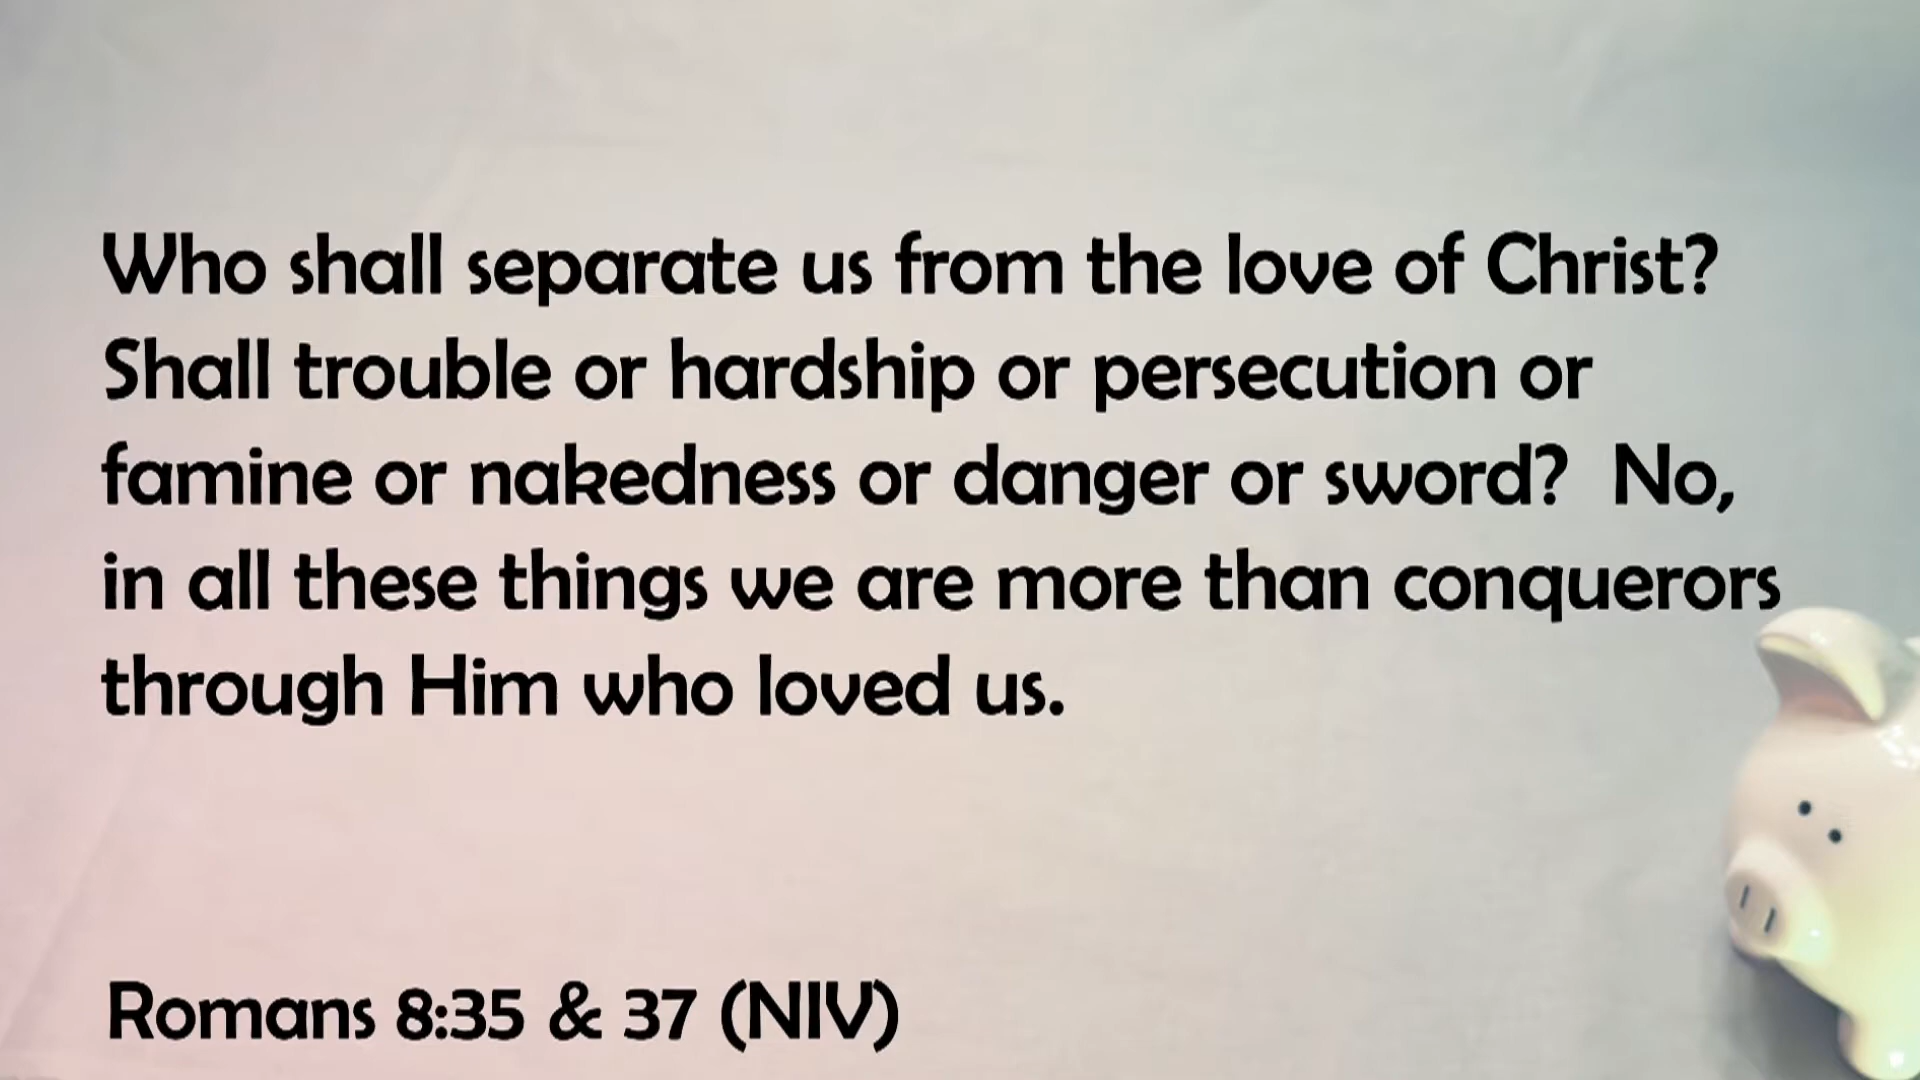 Who shall separate us from the love of Christ?
Shall trouble or hardship or persecution or
famine or nakedness or danger or sword?  No,
in all these things we are more than conquerors
through Him who loved us.
Romans 8:35 & 37 (NIV)